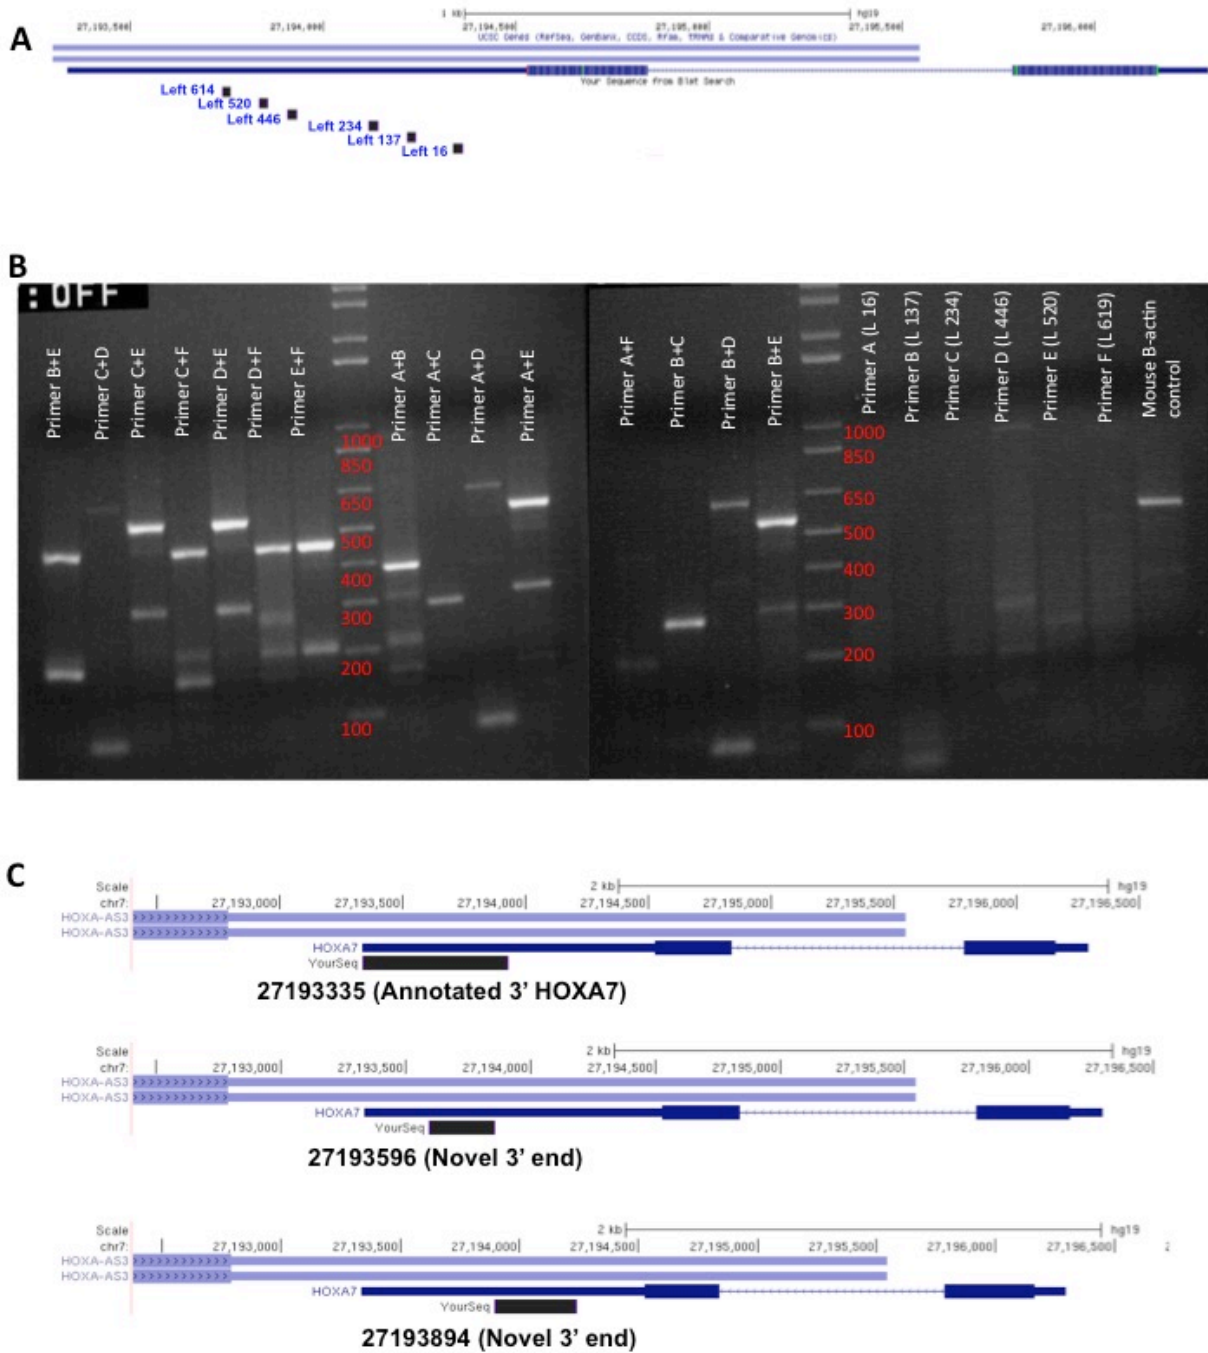 A
1 kb
hg19
27,193,500
27,194,000
27,194,500
27,195,000
27,195,500
27,196,000
UCSC Genes (RefSeq, GenBank, CCDS, Rfam, tRNAs & Comparative Genomics)
Your Sequence from Blat Search
Left 614
Left 520
Left 446
Left 234
Left 137
Left 16
B
: OFF
Primer B+E
Primer C+D
Primer C+E
Primer C+F
Primer D+E
Primer D+F
Primer E+F
1000
850
650
500
400
300
200
100
Primer A+B
Primer A+C
Primer A+D
Primer A+E
Primer A+F
Primer B+C
Primer B+D
Primer B+E
1000
850
650
500
400
300
200
100
Primer A (L 16)
Primer B (L 137)
Primer C (L 234)
Primer D (L 446)
Primer E (L 520)
Primer F (L 619)
Mouse B-actin control
C
Scale 2 kb hg19
chr7: 27,193,000 27,193,500 27,194,000 27,194,500 27,195,000 27,195,500 27,196,000 27,196,500
HOXA-AS3
HOXA-AS3
HOXA7
YourSeq
27193335 (Annotated 3' HOXA7)
Scale 2 kb hg19
chr7: 27,193,000 27,193,500 27,194,000 27,194,500 27,195,000 27,195,500 27,196,000 27,196,500
HOXA-AS3
HOXA-AS3
HOXA7
YourSeq
27193596 (Novel 3' end)
Scale 2 kb hg19
chr7: 27,193,000 27,193,500 27,194,000 27,194,500 27,195,000 27,195,500 27,196,000 27,196,500
HOXA-AS3
HOXA-AS3
HOXA7
YourSeq
27193894 (Novel 3' end)